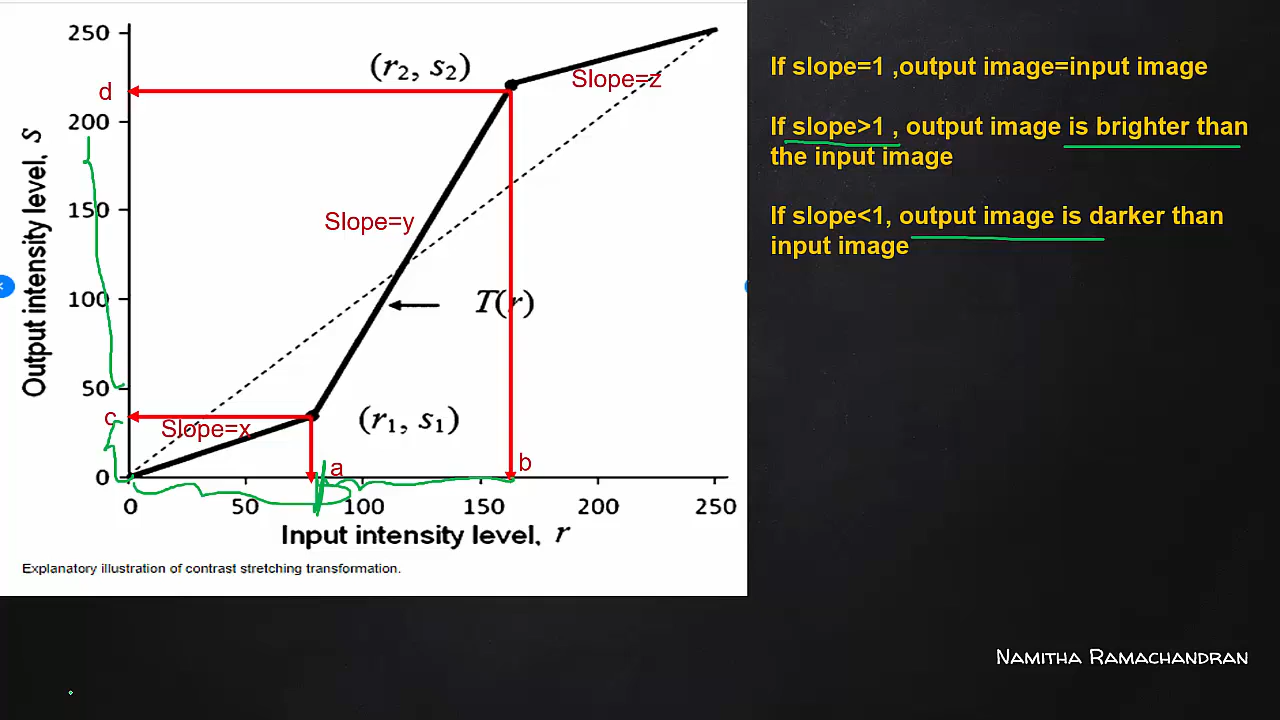 250
(r₂, s₂)
Slope=z
d
200
Output intensity level, s
150
Slope=y
100
T(r)
50
c
Slope=x
(r₁, s₁)
a
b
0
0 50 100 150 200 250
Input intensity level, r
Explanatory illustration of contrast stretching transformation.
If slope=1 ,output image=input image
If slope>1 , output image is brighter than
the input image
If slope<1, output image is darker than
input image
Namitha Ramachandran